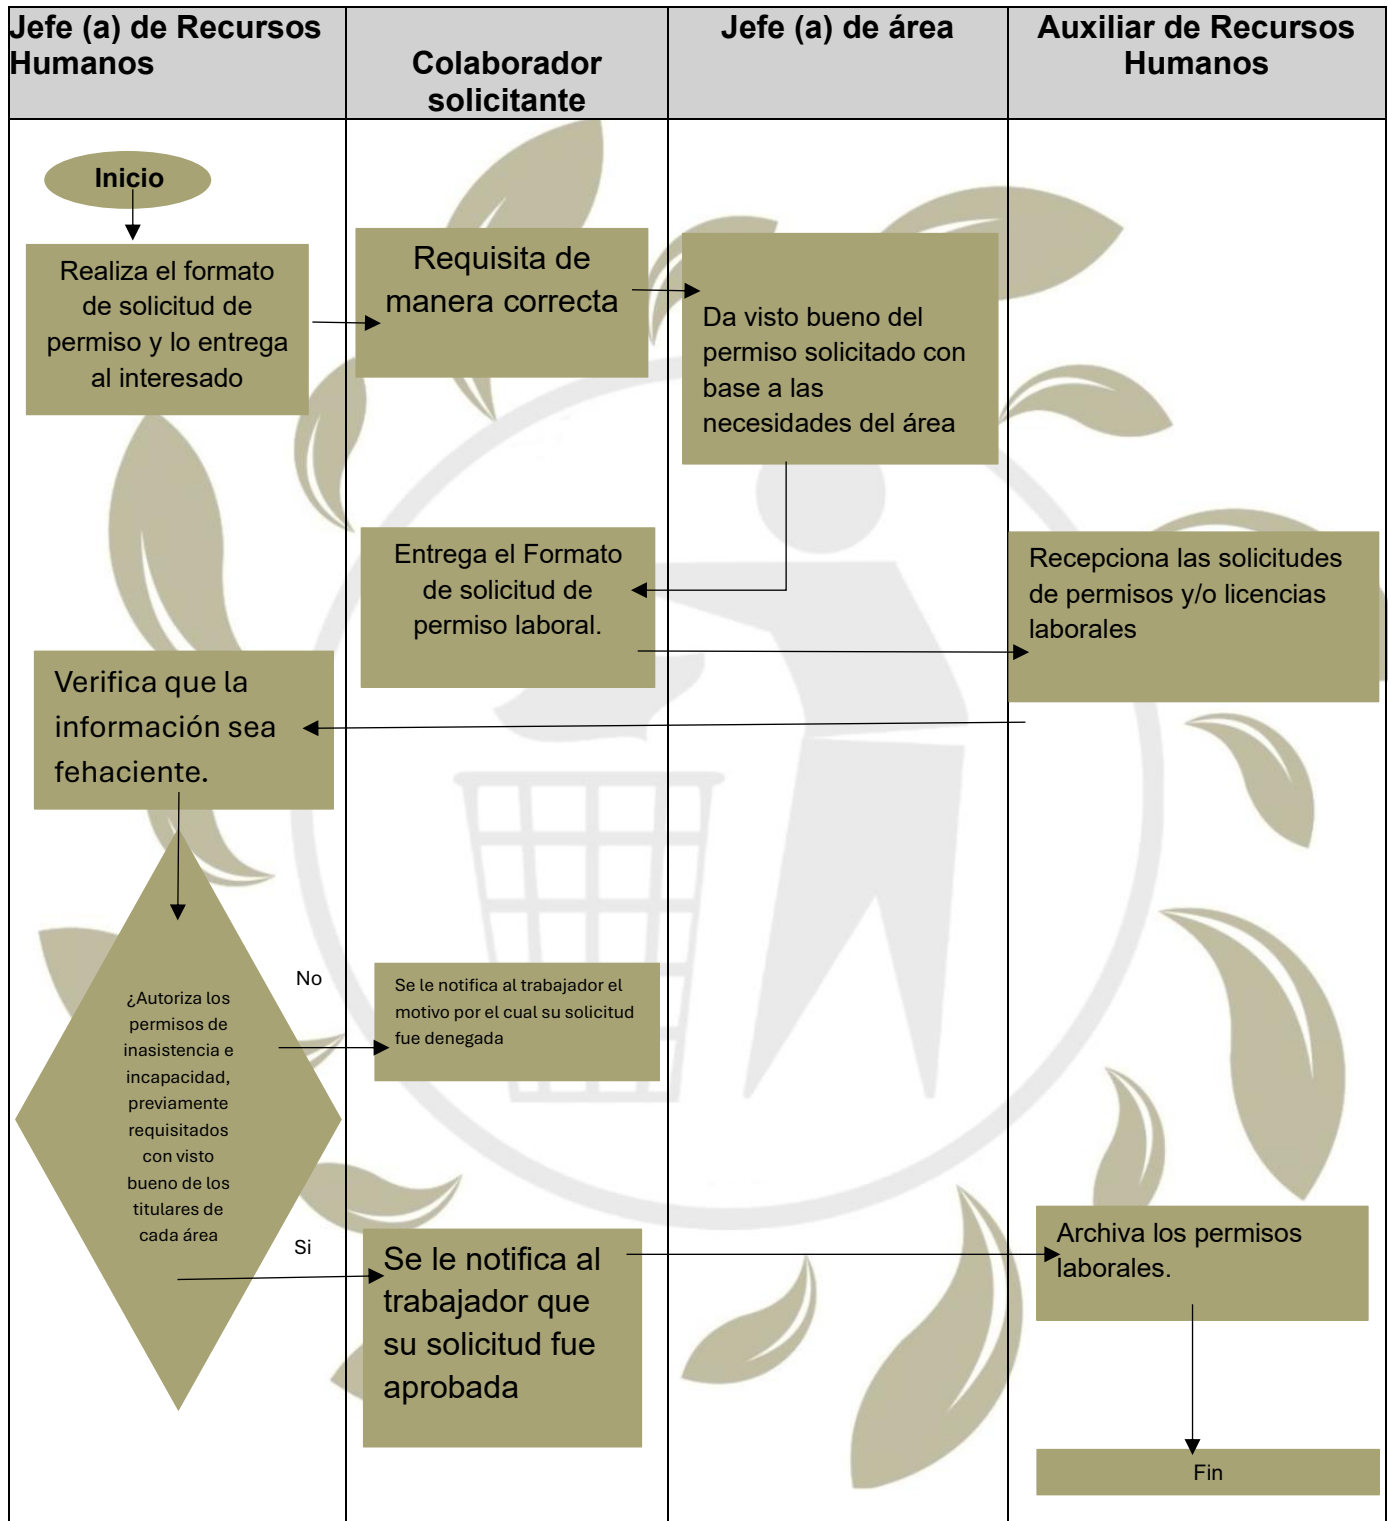 Jefe (a) de Recursos
Humanos
Colaborador
solicitante
Jefe (a) de área
Auxiliar de Recursos
Humanos
Inicio
Realiza el formato
de solicitud de
permiso y lo entrega
al interesado
Requisita de
manera correcta
Da visto bueno del
permiso solicitado con
base a las
necesidades del área
Entrega el Formato
de solicitud de
permiso laboral.
Recepciona las solicitudes
de permisos y/o licencias
laborales
Verifica que la
información sea
fehaciente.
¿Autoriza los
permisos de
inasistencia e
incapacidad,
previamente
requisitados
con visto
bueno de los
titulares de
cada área
No
Se le notifica al trabajador el
motivo por el cual su solicitud
fue denegada
Si
Se le notifica al
trabajador que
su solicitud fue
aprobada
Archiva los permisos
laborales.
Fin